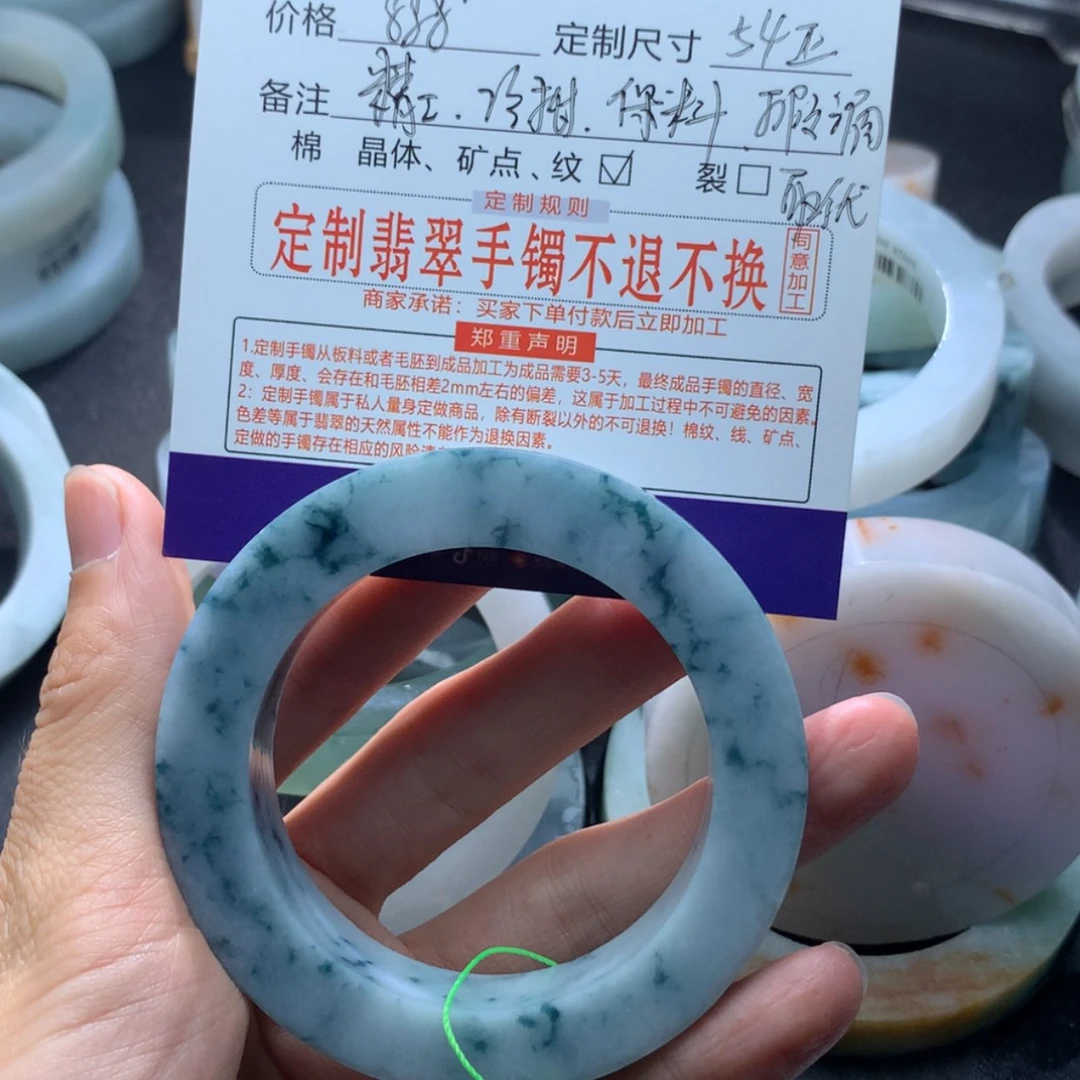 价格 888 定制尺寸 54正
备注 精工.冷抛.保料.
棉 晶体、矿点、纹☑ 裂□
定制规则
定制翡翠手镯不退不换
同意加工
商家承诺：买家下单付款后立即加工
郑重声明
1.定制手镯从板料或者毛胚到成品加工为成品需要3-5天，最终成品手镯的直径、宽
度、厚度、会存在和毛胚相差2mm左右的偏差，这属于加工过程中不可避免的因素。
2：定制手镯属于私人量身定做商品，除有断裂以外的不可退换！棉纹、线、矿点、
色差等属于翡翠的天然属性不能作为退换因素。
定做的手镯存在相应的风险